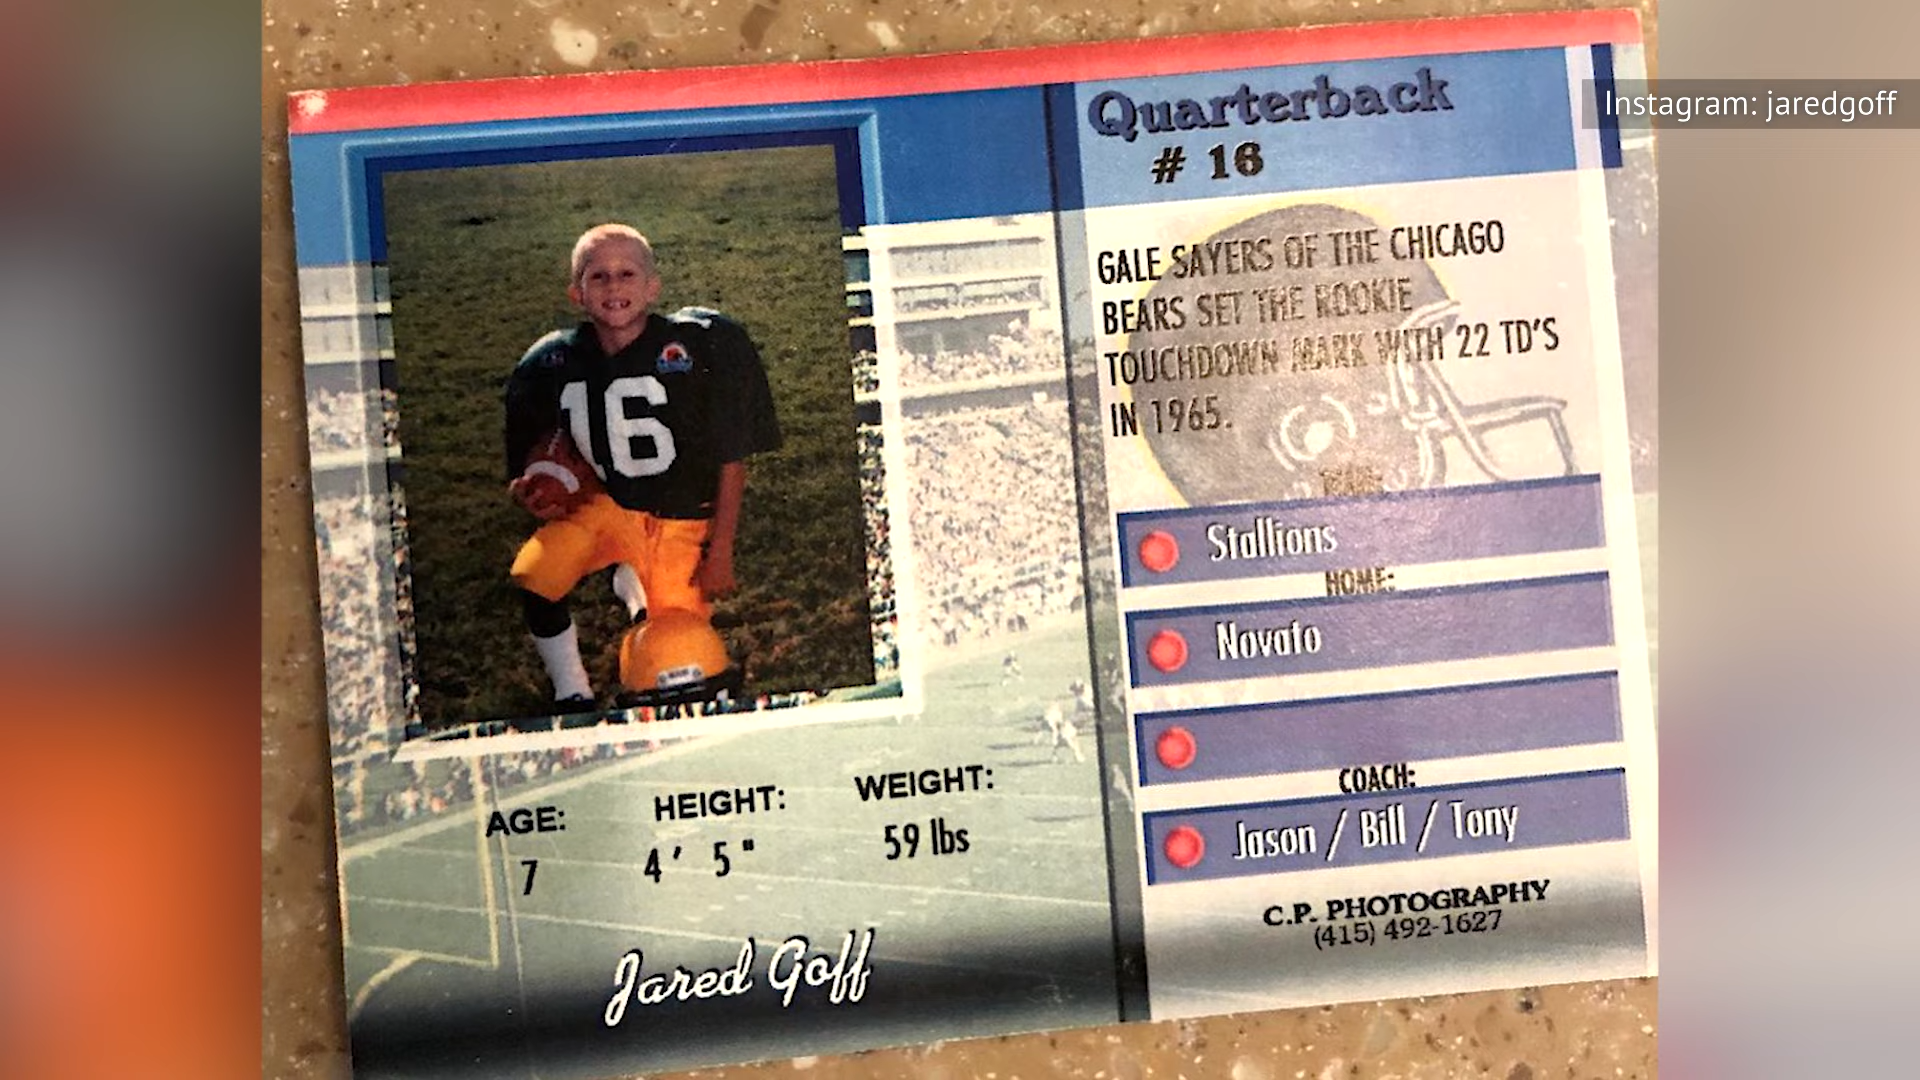 Instagram: jaredgoff
Quarterback
# 16
16
GALE SAYERS OF THE CHICAGO
BEARS SET THE ROOKIE
TOUCHDOWN MARK WITH 22 TD'S
IN 1965.
TEAM:
Stallions
HOME:
Novato
COACH:
Jason / Bill / Tony
C.P. PHOTOGRAPHY
(415) 492-1627
AGE: HEIGHT: WEIGHT:
7 4' 5" 59 lbs
Jared Goff